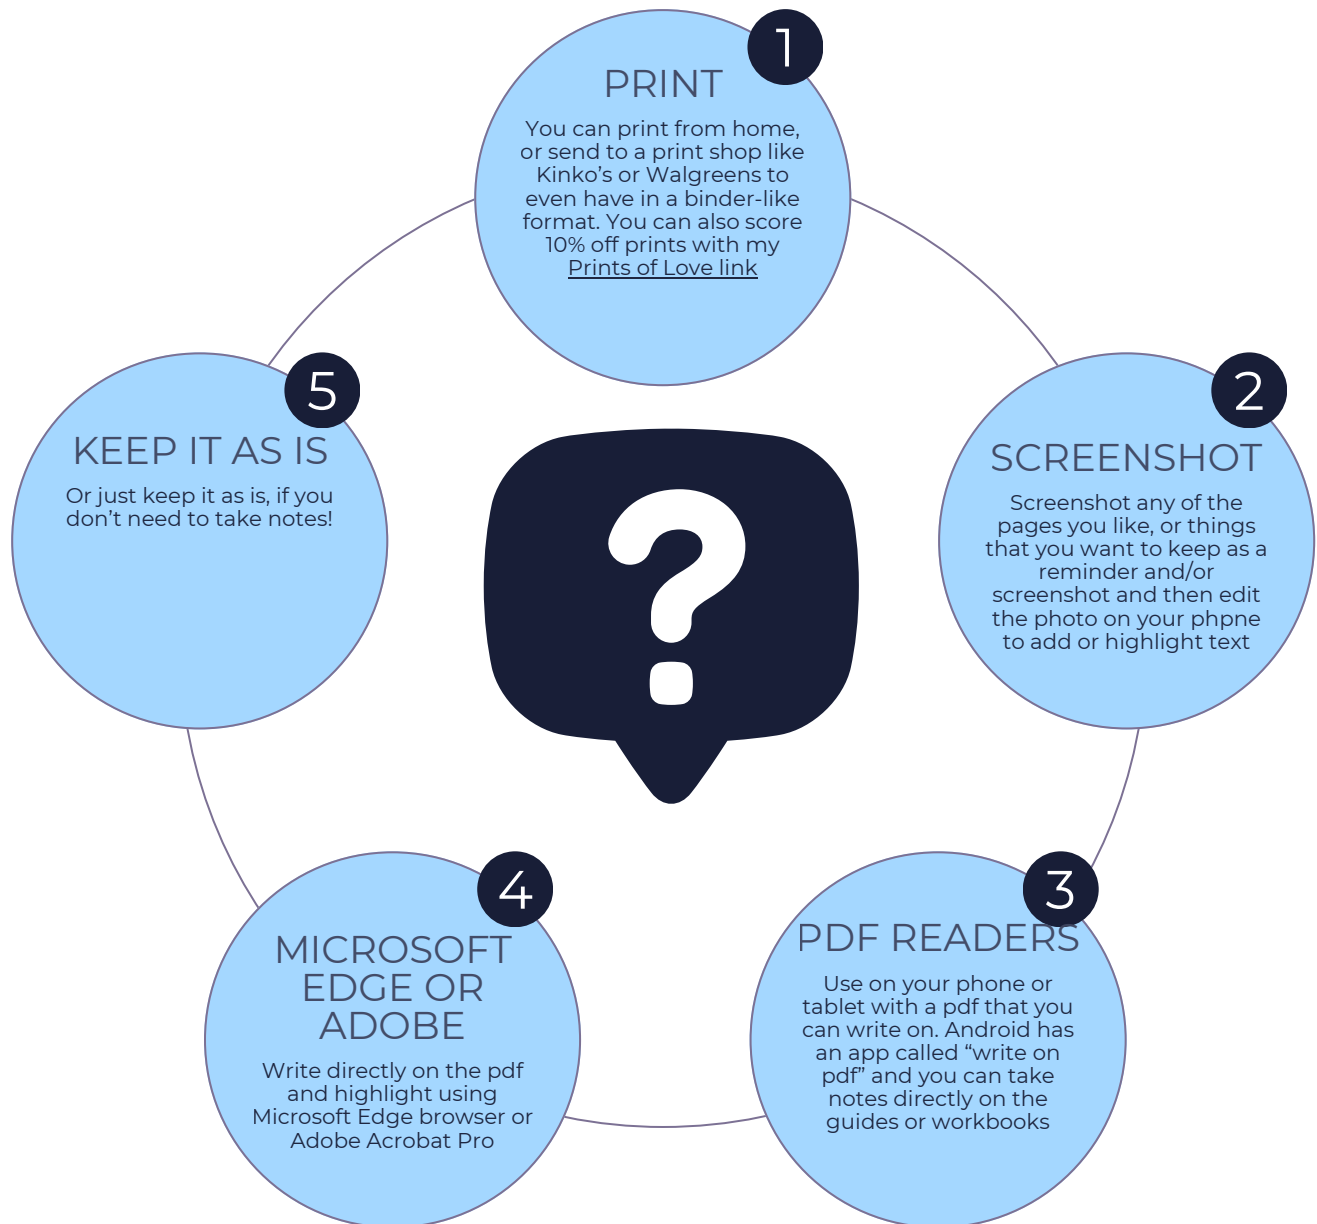 1
PRINT
You can print from home,
or send to a print shop like
Kinko's or Walgreens to
even have in a binder-like
format. You can also score
10% off prints with my
Prints of Love link
2
SCREENSHOT
Screenshot any of the
pages you like, or things
that you want to keep as a
reminder and/or
screenshot and then edit
the photo on your phpne
to add or highlight text
3
PDF READERS
Use on your phone or
tablet with a pdf that you
can write on. Android has
an app called “write on
pdf” and you can take
notes directly on the
guides or workbooks
4
MICROSOFT
EDGE OR
ADOBE
Write directly on the pdf
and highlight using
Microsoft Edge browser or
Adobe Acrobat Pro
5
KEEP IT AS IS
Or just keep it as is, if you
don't need to take notes!
?